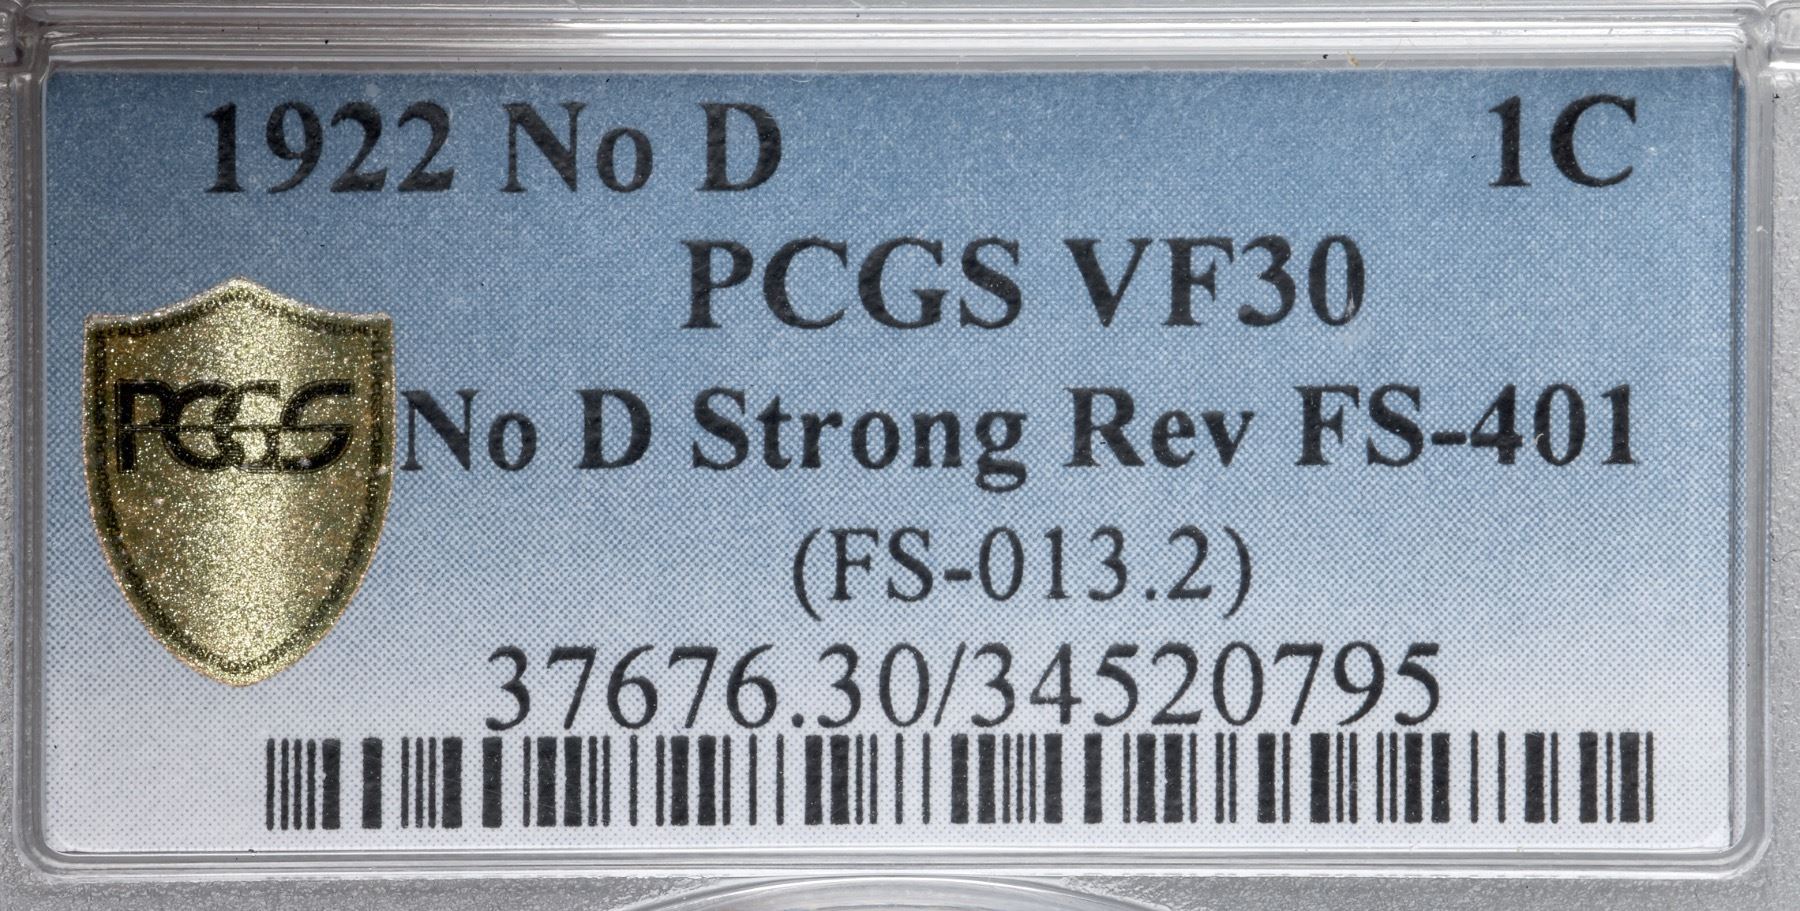 1922 No D 1C
PCGS VF30
PCGS
No D Strong Rev FS-401
(FS-013.2)
37676.30/34520795